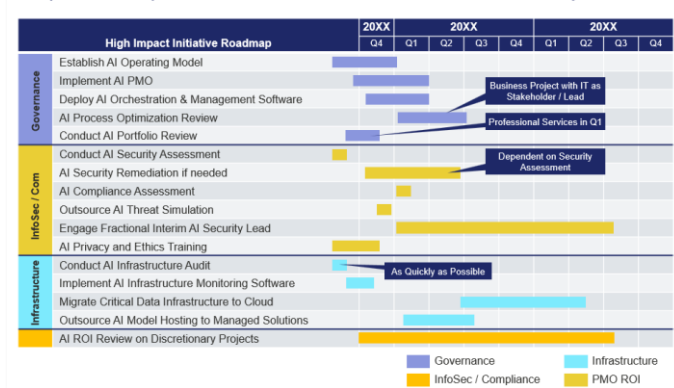 20XX 20XX 20XX
High Impact Initiative Roadmap Q4 Q1 Q2 Q3 Q4 Q1 Q2 Q3 Q4
Governance
Establish AI Operating Model
Implement AI PMO
Deploy AI Orchestration & Management Software
AI Process Optimization Review
Conduct AI Portfolio Review
Business Project with IT as
Stakeholder / Lead
Professional Services in Q1
InfoSec / Com
Conduct AI Security Assessment
AI Security Remediation if needed
AI Compliance Assessment
Outsource AI Threat Simulation
Engage Fractional Interim AI Security Lead
AI Privacy and Ethics Training
Dependent on Security
Assessment
Infrastructure
Conduct AI Infrastructure Audit
Implement AI Infrastructure Monitoring Software
Migrate Critical Data Infrastructure to Cloud
Outsource AI Model Hosting to Managed Solutions
As Quickly as Possible
AI ROI Review on Discretionary Projects
Governance
Infrastructure
InfoSec / Compliance
PMO ROI